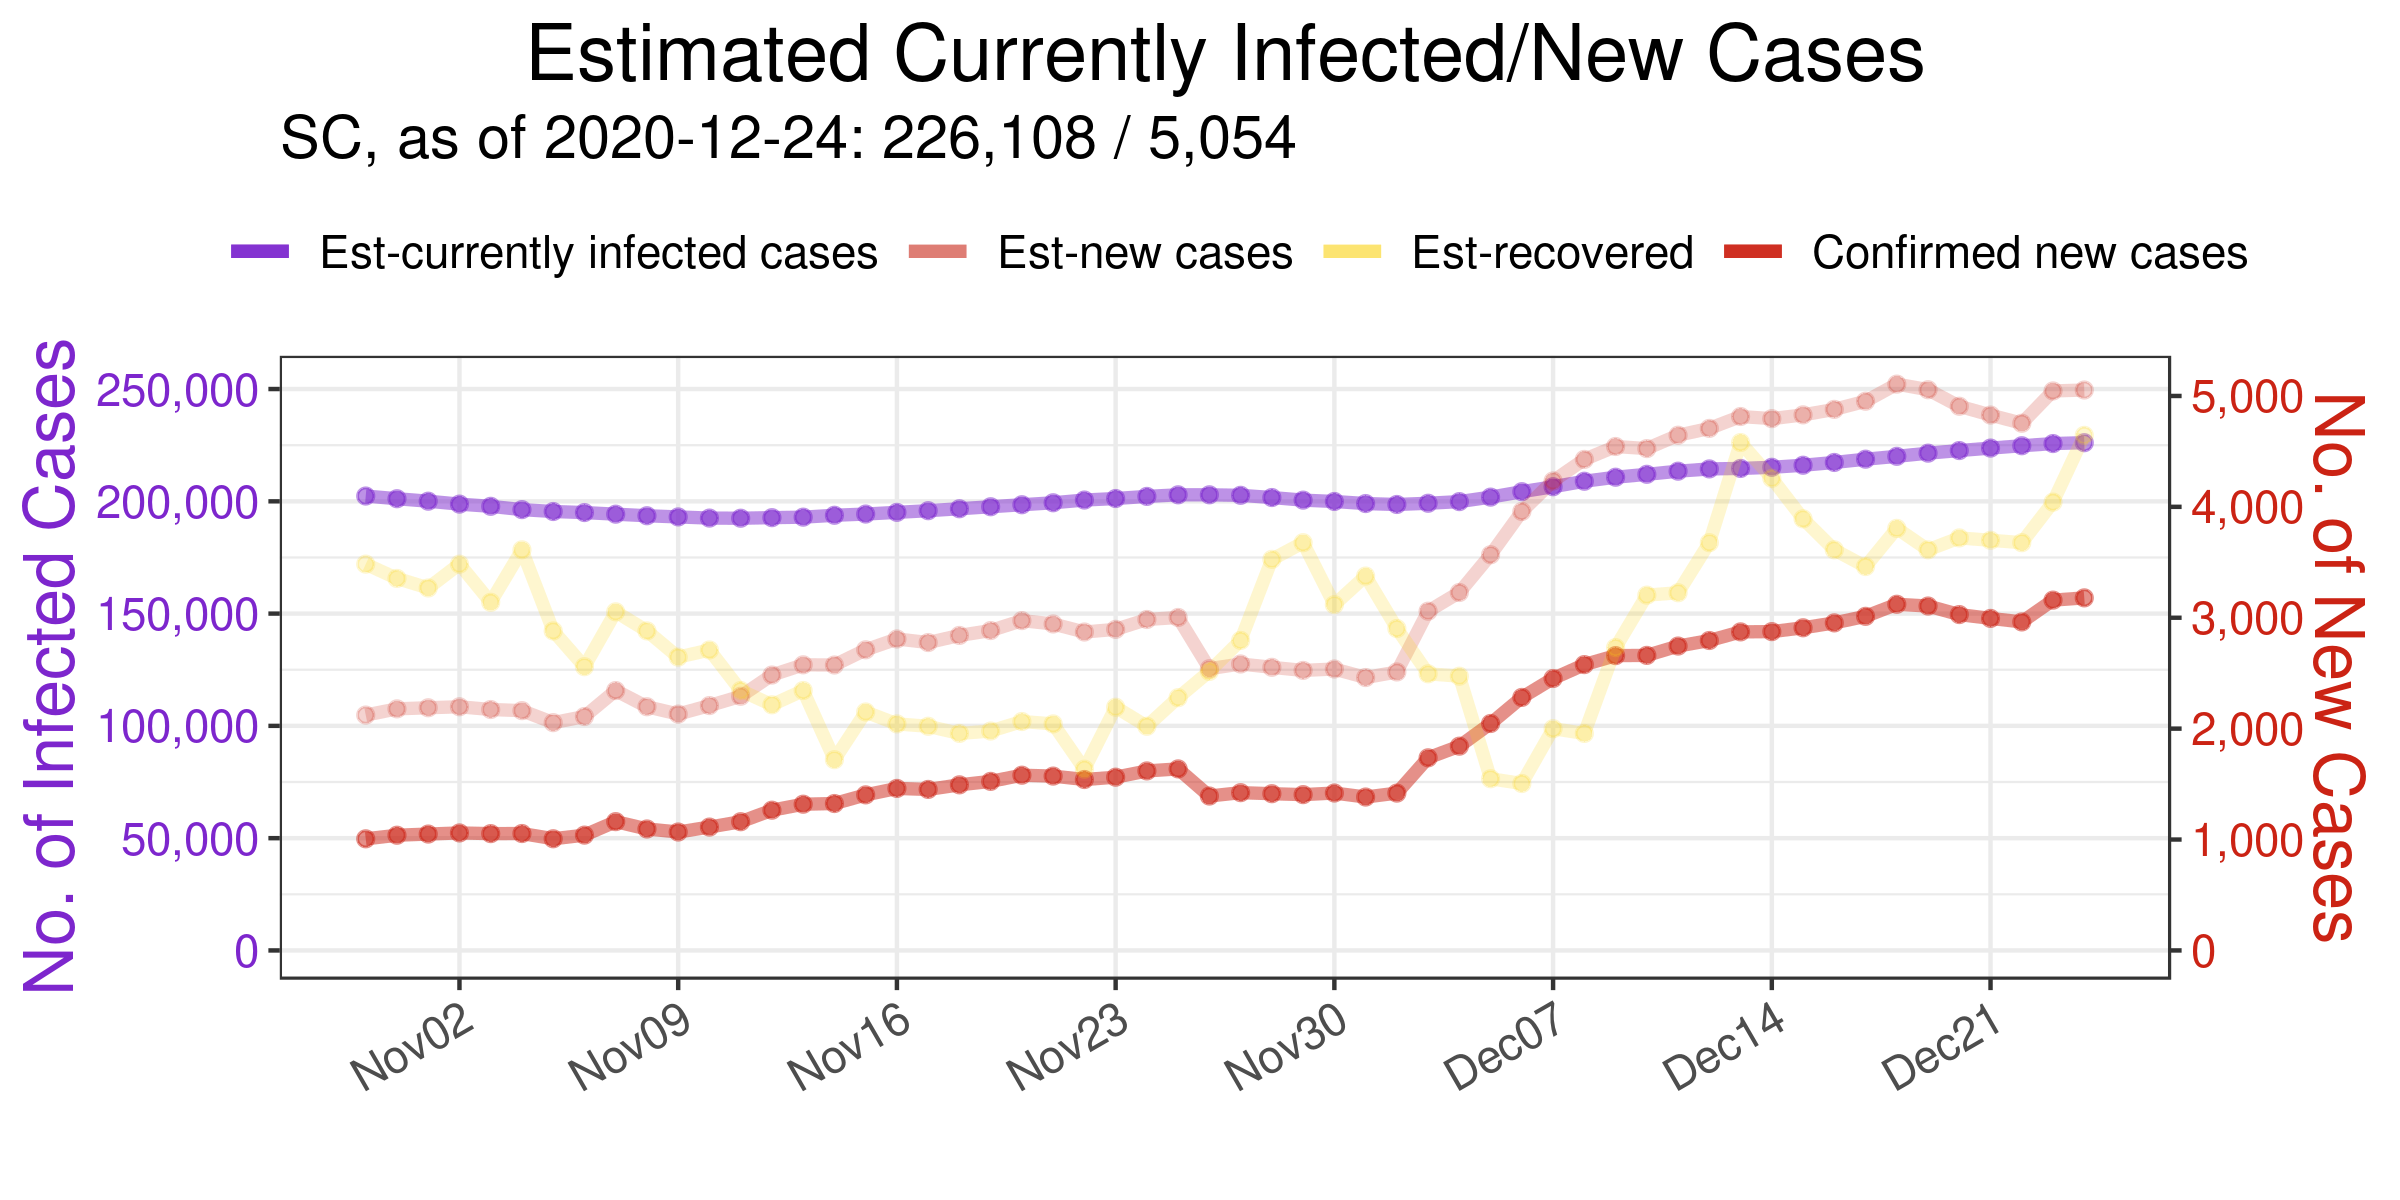 Estimated Currently Infected/New Cases
SC, as of 2020-12-24: 226,108 / 5,054
Est-currently infected cases Est-new cases Est-recovered Confirmed new cases
No. of Infected Cases
250,000
200,000
150,000
100,000
50,000
0
5,000
4,000
3,000
2,000
1,000
0
No. of New Cases
Nov02 Nov09 Nov16 Nov23 Nov30 Dec07 Dec14 Dec21